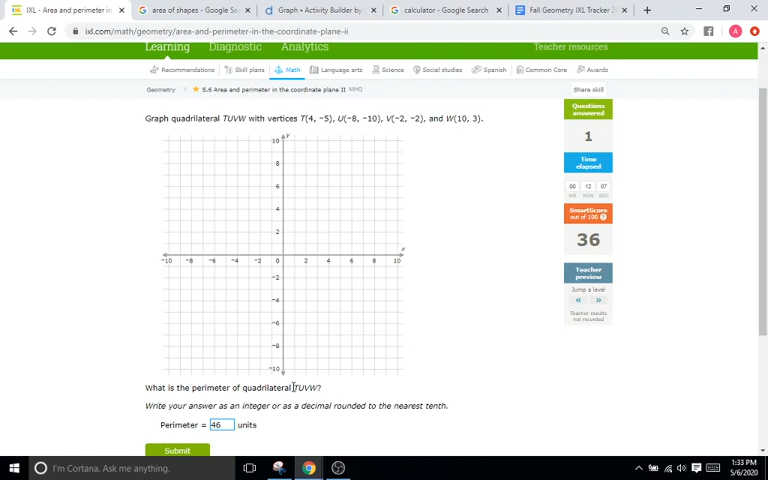 IXL - Area and perimeter in
area of shapes - Google Se
Graph • Activity Builder by
calculator - Google Search
Fall Geometry IXL Tracker 2
ixl.com/math/geometry/area-and-perimeter-in-the-coordinate-plane-ii
Learning Diagnostic Analytics Teacher resources
Recommendations Skill plans Math Language arts Science Social studies Spanish Common Core Awards
Geometry > S.6 Area and perimeter in the coordinate plane II MHQ
Share skill
Graph quadrilateral TUVW with vertices T(4, −5), U(−8, −10), V(−2, −2), and W(10, 3).
Questions answered
1
Time elapsed
00 12 07
HR MIN SEC
SmartScore
out of 100 ?
36
Teacher preview
Jump a level
« »
Teacher results not recorded
y
10
8
6
4
2
x
−10 −8 −6 −4 −2 0 2 4 6 8 10
−2
−4
−6
−8
−10
What is the perimeter of quadrilateral TUVW?
Write your answer as an integer or as a decimal rounded to the nearest tenth.
Perimeter = 46 units
Submit
I'm Cortana. Ask me anything.
1:33 PM
5/6/2020